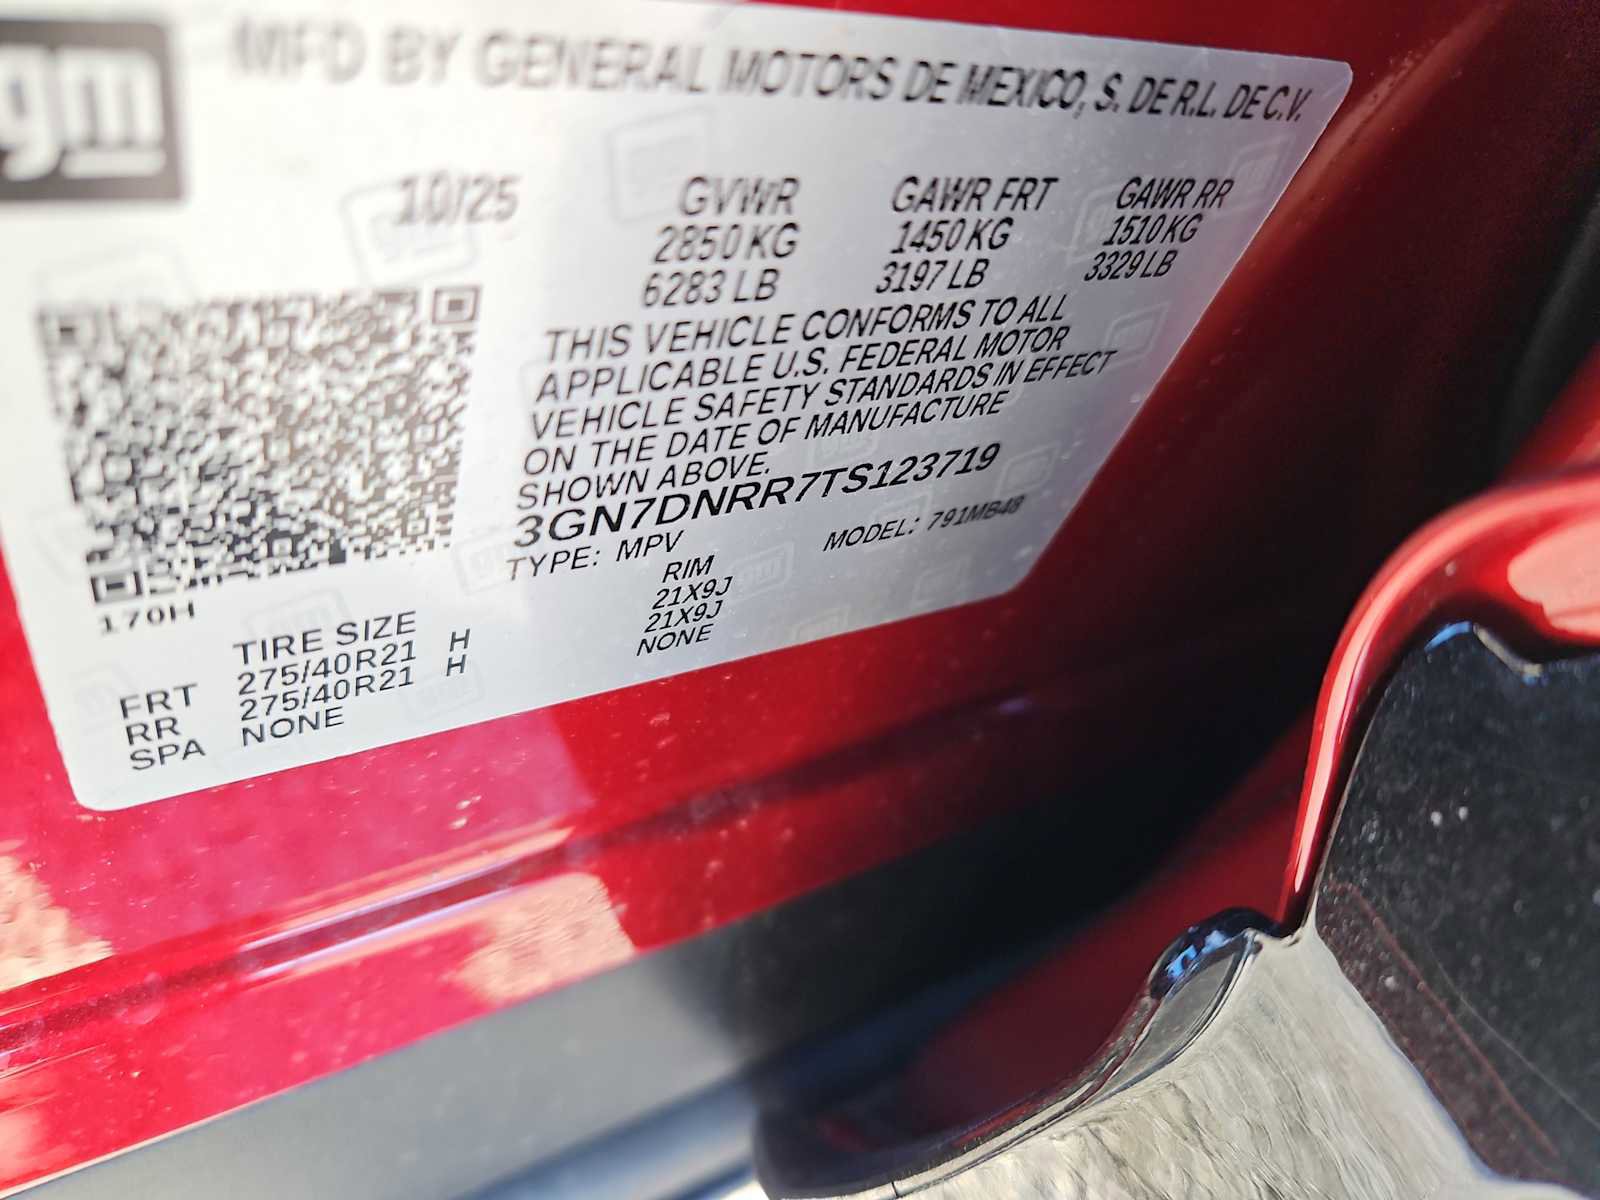 gm
MFD BY GENERAL MOTORS DE MEXICO, S. DE R.L. DE C.V.
10/25
GVWR GAWR FRT GAWR RR
2850 KG 1450 KG 1510 KG
6283 LB 3197 LB 3329 LB
THIS VEHICLE CONFORMS TO ALL
APPLICABLE U.S. FEDERAL MOTOR
VEHICLE SAFETY STANDARDS IN EFFECT
ON THE DATE OF MANUFACTURE
SHOWN ABOVE.
3GN7DNRR7TS123719
TYPE: MPV MODEL: 791MB48
170H
TIRE SIZE RIM
FRT 275/40R21 H 21X9J
RR 275/40R21 H 21X9J
SPA NONE NONE